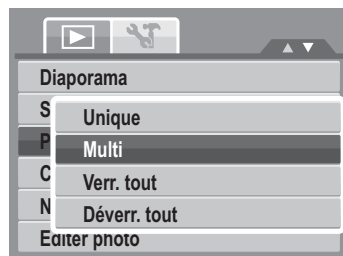 Diaporama
S
Unique
P
Multi
C
Verr. tout
N
Déverr. tout
Editer photo